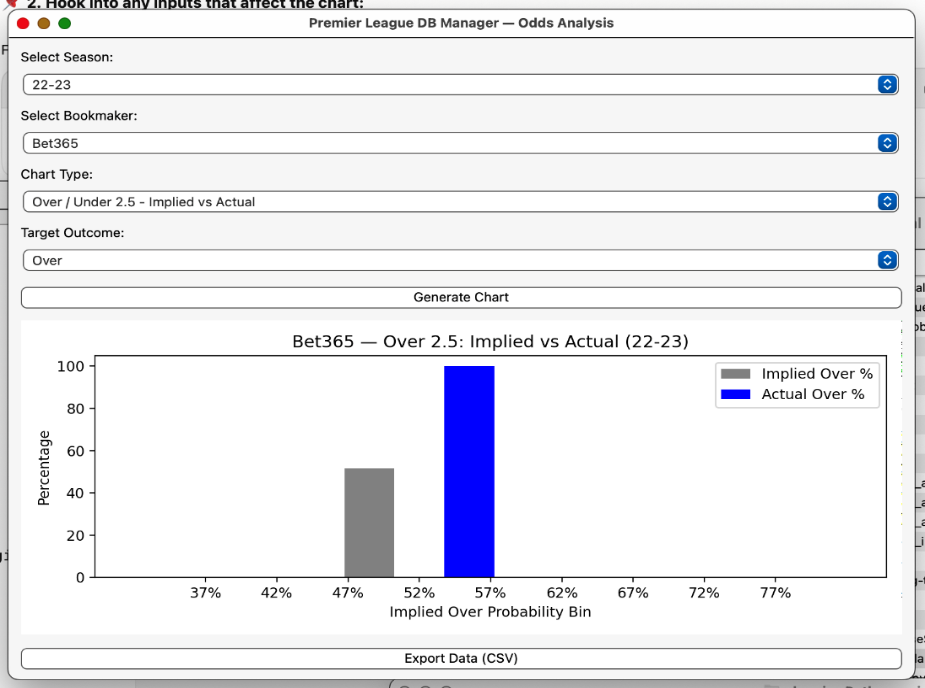 2. Hook into any inputs that affect the chart:
Premier League DB Manager — Odds Analysis
Select Season:
22-23
Select Bookmaker:
Bet365
Chart Type:
Over / Under 2.5 - Implied vs Actual
Target Outcome:
Over
Generate Chart
Bet365 — Over 2.5: Implied vs Actual (22-23)
Implied Over %
Actual Over %
Percentage
100
80
60
40
20
0
37% 42% 47% 52% 57% 62% 67% 72% 77%
Implied Over Probability Bin
Export Data (CSV)